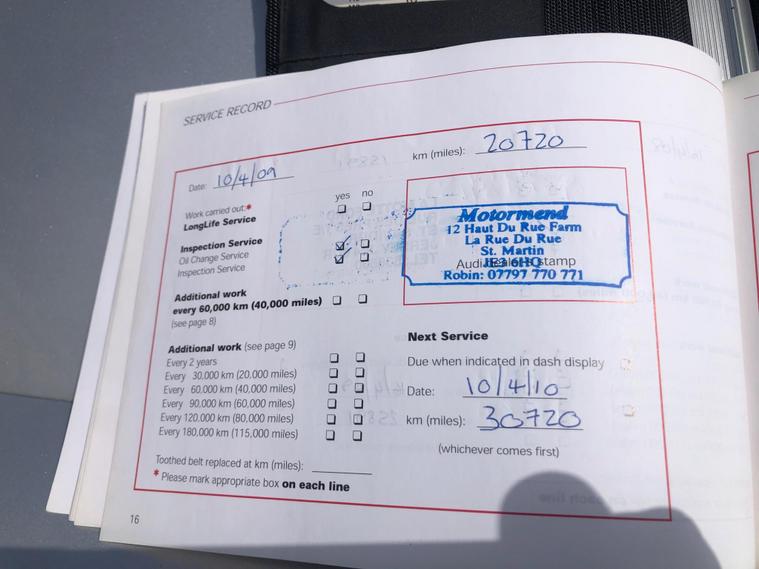 SERVICE RECORD
Date: 10/4/09
km (miles): 20720
yes no
Work carried out:*
LongLife Service
Inspection Service
Oil Change Service
Inspection Service
Additional work
every 60,000 km (40,000 miles)
(see page 8)
Additional work (see page 9)
Every 2 years
Every 30,000 km (20.000 miles)
Every 60,000 km (40,000 miles)
Every 90,000 km (60,000 miles)
Every 120,000 km (80,000 miles)
Every 180,000 km (115,000 miles)
Toothed belt replaced at km (miles):
* Please mark appropriate box on each line
16
Motormend
12 Haut Du Rue Farm
La Rue Du Rue
St. Martin
Audi stamp
JE3 6HQ
Robin: 07797 770 771
Next Service
Due when indicated in dash display
Date: 10/4/10
km (miles): 30720
(whichever comes first)